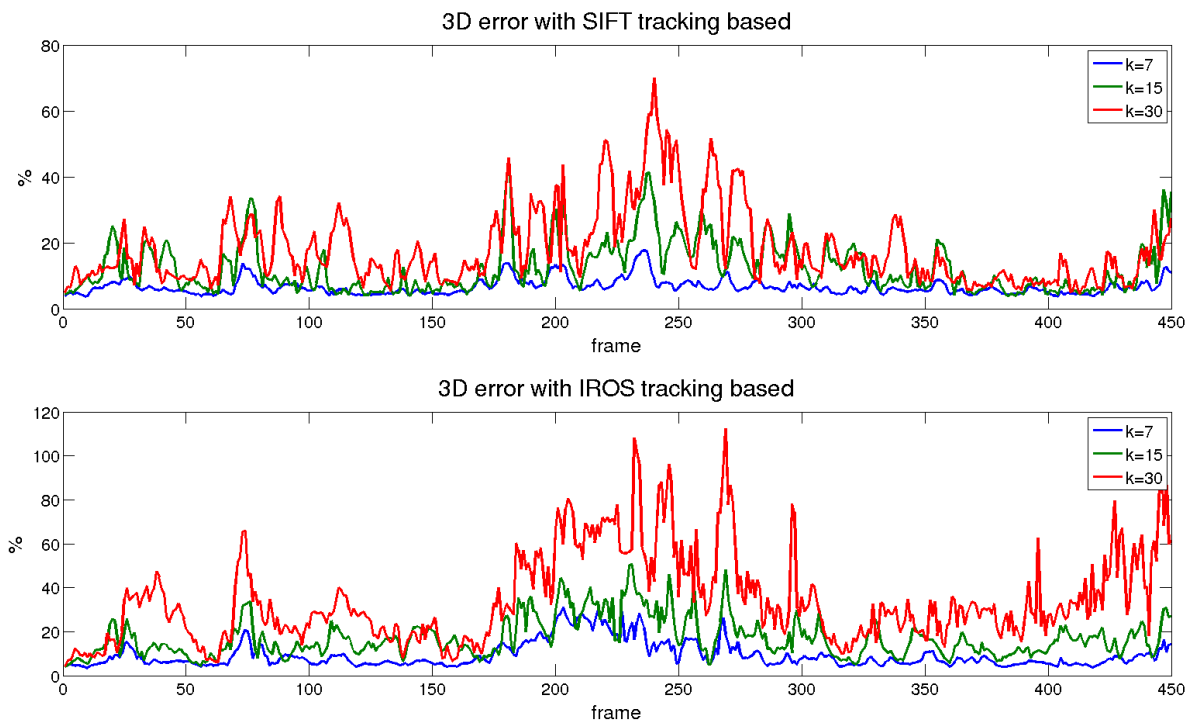 3D error with SIFT tracking based
80
60
40
20
0
%
k=7
k=15
k=30
0 50 100 150 200 250 300 350 400 450
frame
3D error with IROS tracking based
120
100
80
60
40
20
0
%
k=7
k=15
k=30
0 50 100 150 200 250 300 350 400 450
frame